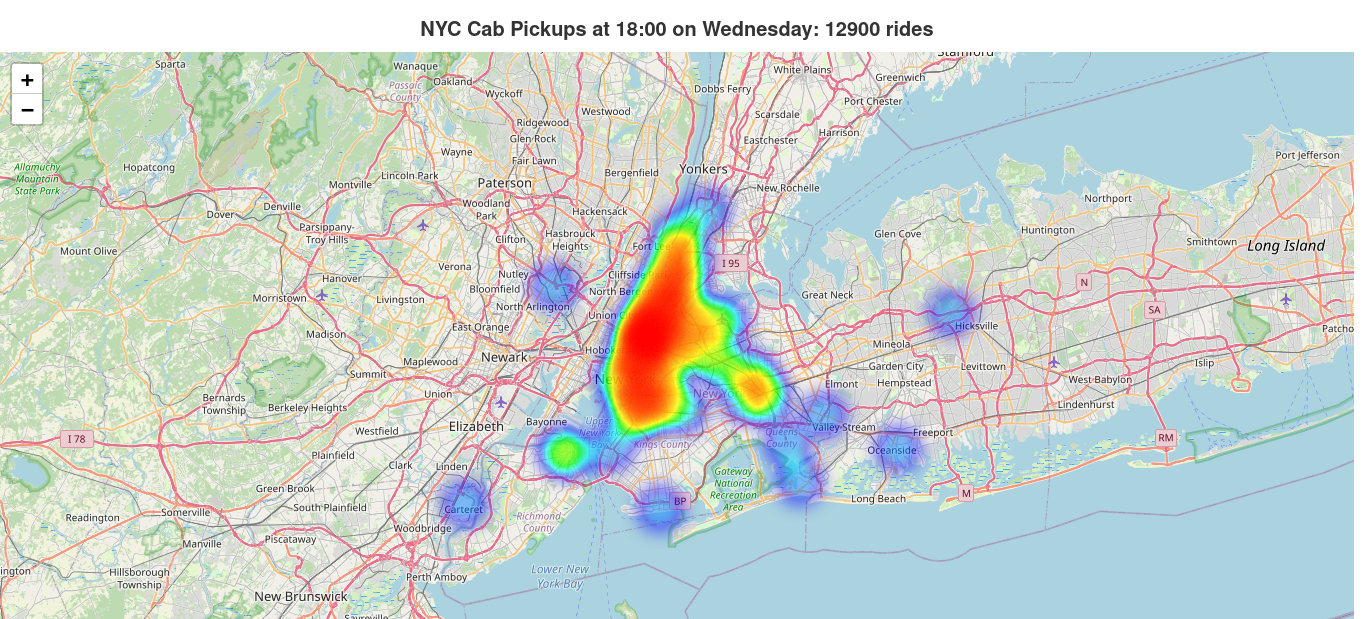 NYC Cab Pickups at 18:00 on Wednesday: 12900 rides
+
−
Stamford
Sparta
Wanaque
Oakland
White Plains
Greenwich
Passaic
County
Wyckoff
Dobbs Ferry
Port Chester
Westwood
Scarsdale
Ridgewood
Harrison
Glen Rock
Eastchester
Wayne
Fair Lawn
Port Jefferson
Allamuchy
Mountain
State Park
Hopatcong
Lincoln Park
Bergenfield
Yonkers
Montville
Paterson
New Rochelle
Woodland
Park
Northport
Denville
Dover
Hackensack
Parsippany-
Troy Hills
Clifton
Hasbrouck
Heights
Fort Lee
Glen Cove
Huntington
Smithtown
Long Island
Mount Olive
I 95
Verona
Nutley
Cliffside Park
Hanover
Bloomfield
North Bergen
Great Neck
N
Morristown
Livingston
North Arlington
SA
Union C
Hicksville
Madison
East Orange
Patcho
Mineola
Newark
Hobok
Maplewood
Garden City
Levittown
Islip
Summit
New
Elmont
Hempstead
West Babylon
Bernards
Township
Berkeley Heights
Union
New Yo
Lindenhurst
Elizabeth
Bayonne
Upper
New York
Bay
Valley Stream
Freeport
I 78
Westfield
Kings County
Queens
County
RM
Plainfield
Oceanside
Clark
Linden
Gateway
National
Recreation
Area
Green Brook
M
Long Beach
BP
South Plainfield
Carteret
Readington
Somerville
Richmond
County
Woodbridge
Manville
Piscataway
ington
Hillsborough
Township
Perth Amboy
Lower New
York Bay
New Brunswick
Sayreville